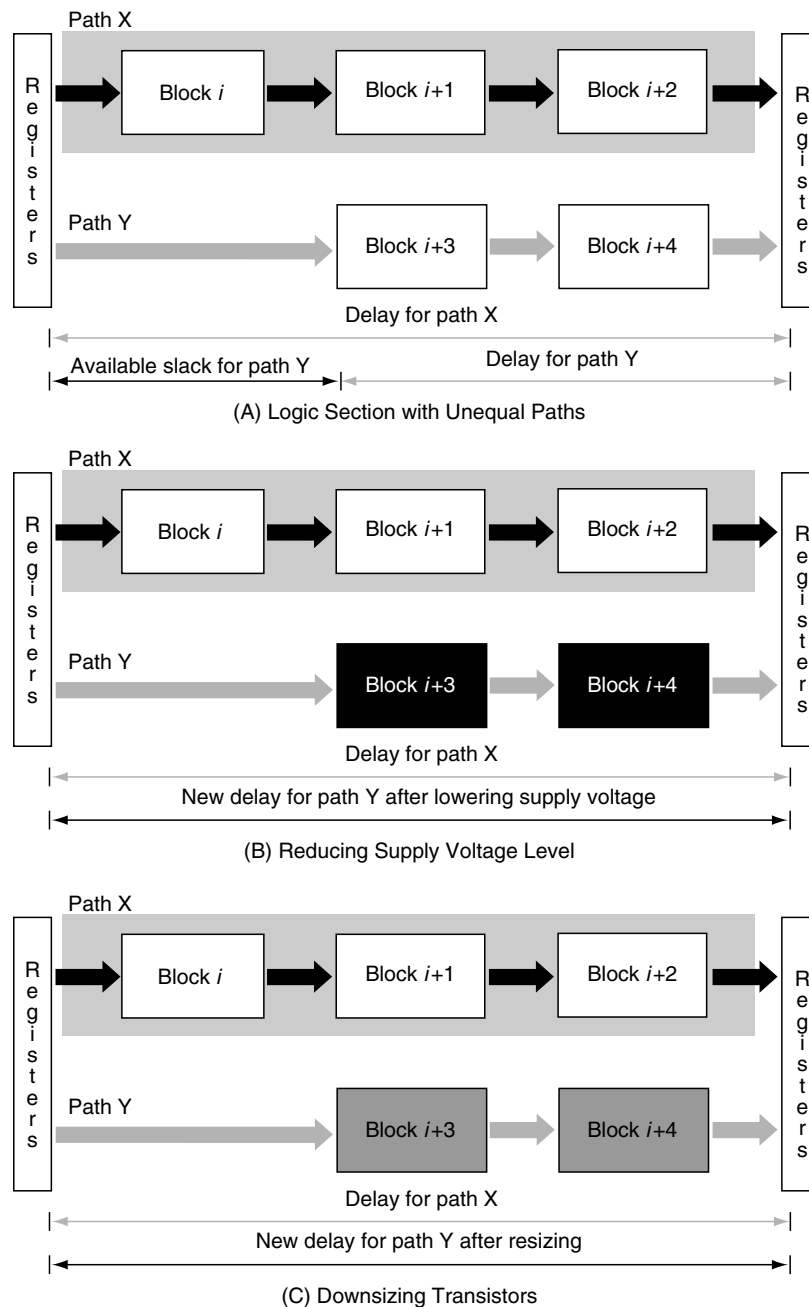 Path X
Registers
Block i
Block i+1
Block i+2
Registers
Path Y
Block i+3
Block i+4
Delay for path X
Available slack for path Y
Delay for path Y
(A) Logic Section with Unequal Paths
Path X
Registers
Block i
Block i+1
Block i+2
Registers
Path Y
Block i+3
Block i+4
Delay for path X
New delay for path Y after lowering supply voltage
(B) Reducing Supply Voltage Level
Path X
Registers
Block i
Block i+1
Block i+2
Registers
Path Y
Block i+3
Block i+4
Delay for path X
New delay for path Y after resizing
(C) Downsizing Transistors